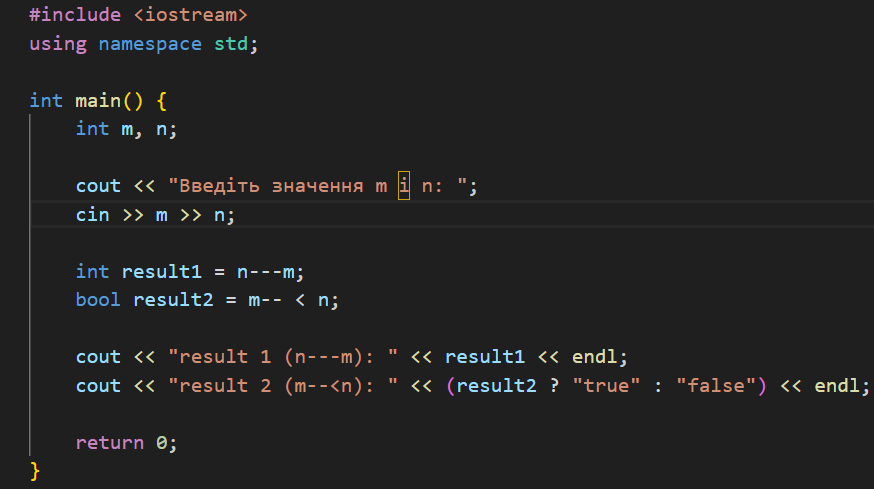 #include <iostream>
using namespace std;
int main() {
int m, n;
cout << "Введіть значення m і n: ";
cin >> m >> n;
int result1 = n---m;
bool result2 = m-- < n;
cout << "result 1 (n---m): " << result1 << endl;
cout << "result 2 (m--<n): " << (result2 ? "true" : "false") << endl;
return 0;
}